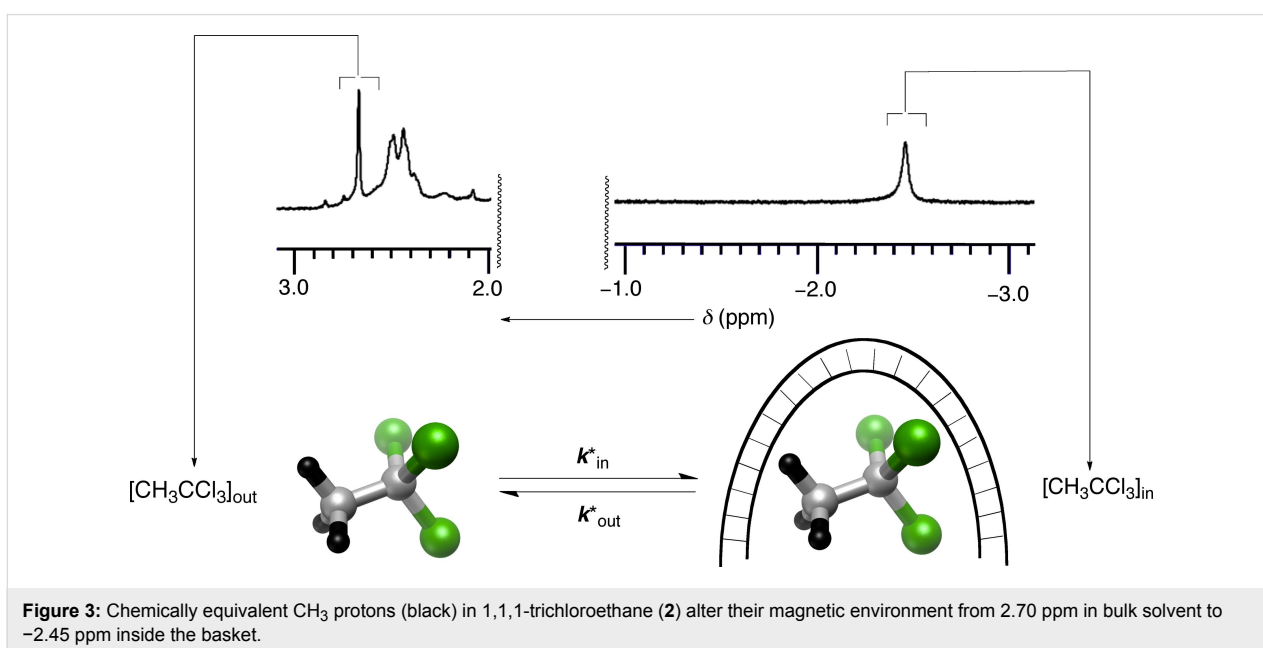 3.0
2.0
−1.0
−2.0
−3.0
δ (ppm)
k*in
[CH3CCl3]out
[CH3CCl3]in
k*out
Figure 3: Chemically equivalent CH3 protons (black) in 1,1,1-trichloroethane (2) alter their magnetic environment from 2.70 ppm in bulk solvent to
−2.45 ppm inside the basket.